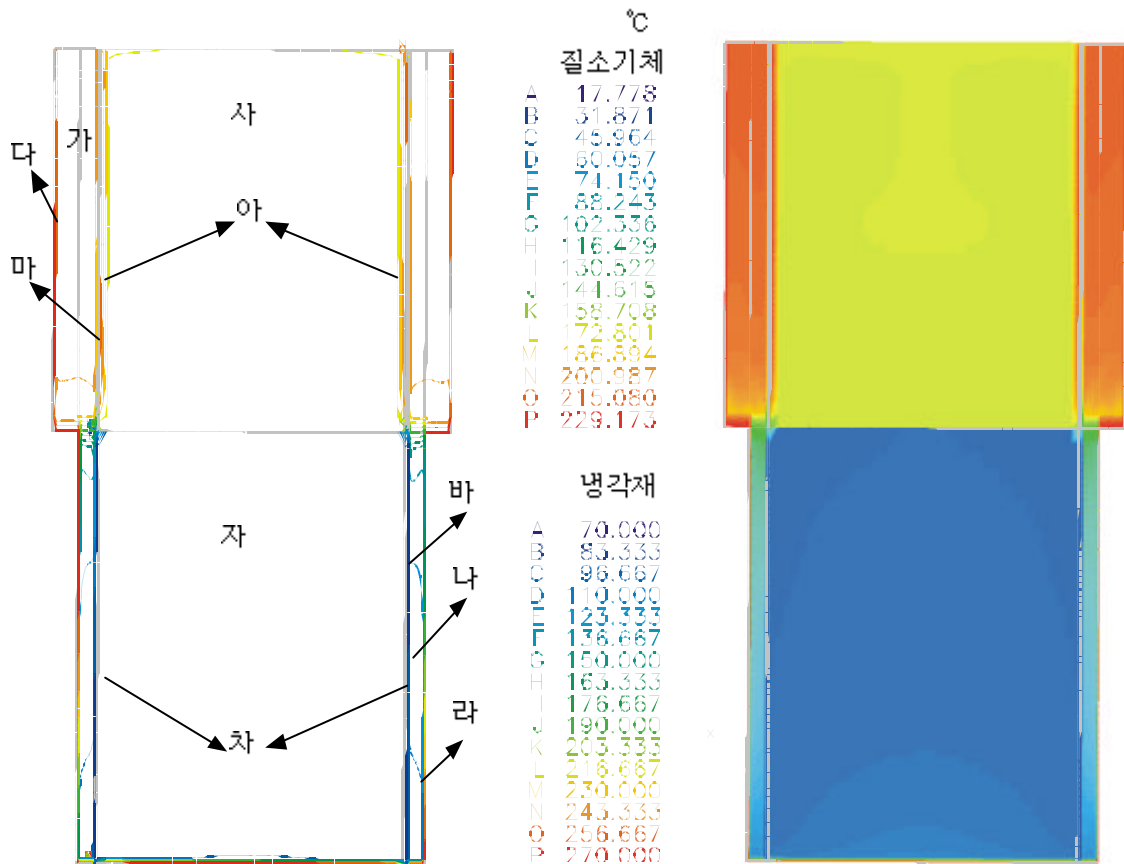 ℃
질소기체
A 17.778
B 31.871
C 45.964
D 60.057
E 74.150
F 88.243
G 102.336
H 116.429
I 130.522
J 144.615
K 158.708
L 172.801
M 186.894
N 200.987
O 215.080
P 229.173
냉각재
A 70.000
B 83.333
C 96.667
D 110.000
E 123.333
F 136.667
G 150.000
H 163.333
I 176.667
J 190.000
K 203.333
L 216.667
M 230.000
N 243.333
O 256.667
P 270.000
사
가
다
아
마
바
자
나
라
차